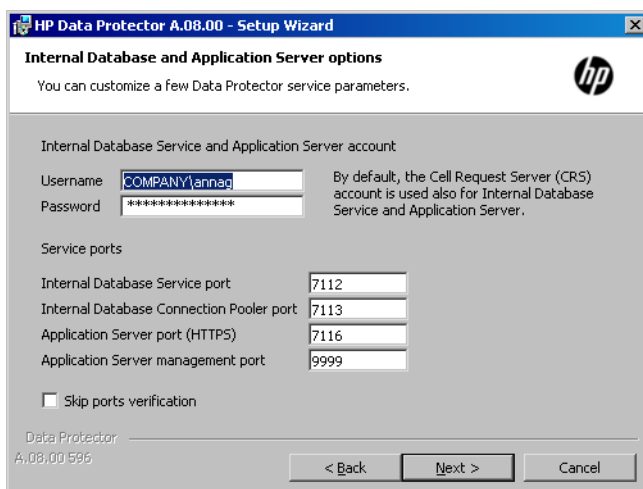 HP Data Protector A.08.00 - Setup Wizard
Internal Database and Application Server options
You can customize a few Data Protector service parameters.
hp
Internal Database Service and Application Server account
Username COMPANY\annag
Password **************
By default, the Cell Request Server (CRS)
account is used also for Internal Database
Service and Application Server.
Service ports
Internal Database Service port 7112
Internal Database Connection Pooler port 7113
Application Server port (HTTPS) 7116
Application Server management port 9999
Skip ports verification
Data Protector
A.08.00 596
< Back Next > Cancel